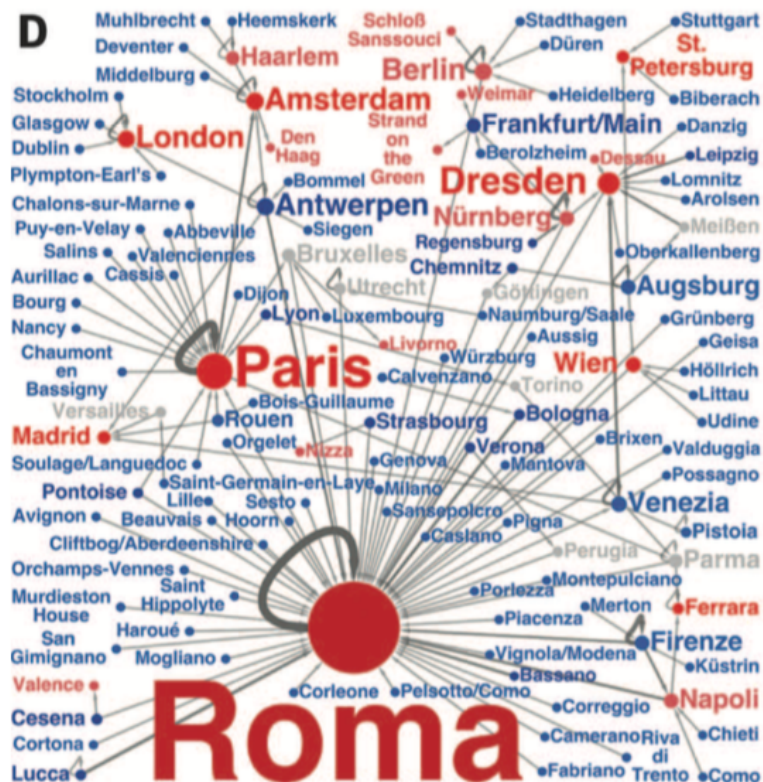 D
Muhlbrecht
Heemskerk
Schloß
Sanssouci
Stadthagen
Stuttgart
Deventer
Haarlem
Düren
St.
Petersburg
Middelburg
Berlin
Stockholm
Amsterdam
Weimar
Heidelberg
Biberach
Glasgow
London
Strand
on
the
Green
Frankfurt/Main
Danzig
Dublin
Den
Haag
Berolzheim
Dessau
Leipzig
Plympton-Earl's
Bommel
Dresden
Lomnitz
Chalons-sur-Marne
Antwerpen
Nürnberg
Arolsen
Puy-en-Velay
Abbeville
Siegen
Meißen
Salins
Valenciennes
Bruxelles
Regensburg
Oberkallenberg
Aurillac
Cassis
Utrecht
Chemnitz
Augsburg
Bourg
Dijon
Göttingen
Nancy
Lyon
Luxembourg
Naumburg/Saale
Grünberg
Chaumont
en
Bassigny
Paris
Livorno
Aussig
Geisa
Würzburg
Wien
Höllrich
Calvenzano
Torino
Littau
Versailles
Bois-Guillaume
Madrid
Rouen
Strasbourg
Bologna
Udine
Orgelet
Nizza
Verona
Brixen
Valduggia
Soulage/Languedoc
Genova
Mantova
Possagno
Pontoise
Saint-Germain-en-Laye
Milano
Venezia
Lille
Sesto
Avignon
Beauvais
Hoorn
Sansepolcro
Pigna
Pistoia
Cliftbog/Aberdeenshire
Caslano
Perugia
Parma
Orchamps-Vennes
Montepulciano
Murdieston
House
Saint
Hippolyte
Porlezza
Merton
Ferrara
Haroué
Piacenza
Firenze
San
Gimignano
Mogliano
Vignola/Modena
Küstrin
Valence
Bassano
Napoli
Cesena
Corleone
Pelsotto/Como
Correggio
Cortona
Roma
Camerano
Riva
di
Trento
Chieti
Lucca
Fabriano
Como